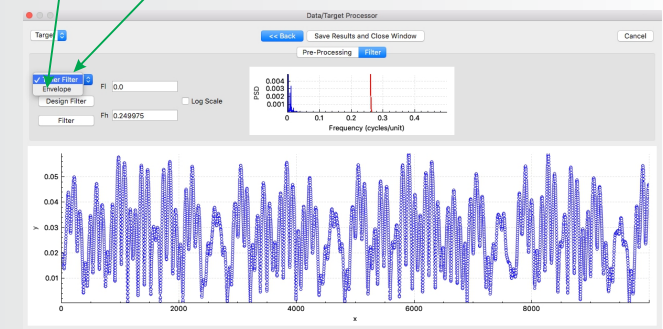 Data/Target Processor
Target
<< Back
Save Results and Close Window
Cancel
Pre-Processing
Filter
Filter
Envelope
Design Filter
Filter
Fl
0.0
Fh
0.249975
Log Scale
PSD
0.004
0.003
0.002
0.001
0
0.1
0.2
0.3
0.4
Frequency (cycles/unit)
y
0.05
0.04
0.03
0.02
0.01
0
2000
4000
6000
8000
x